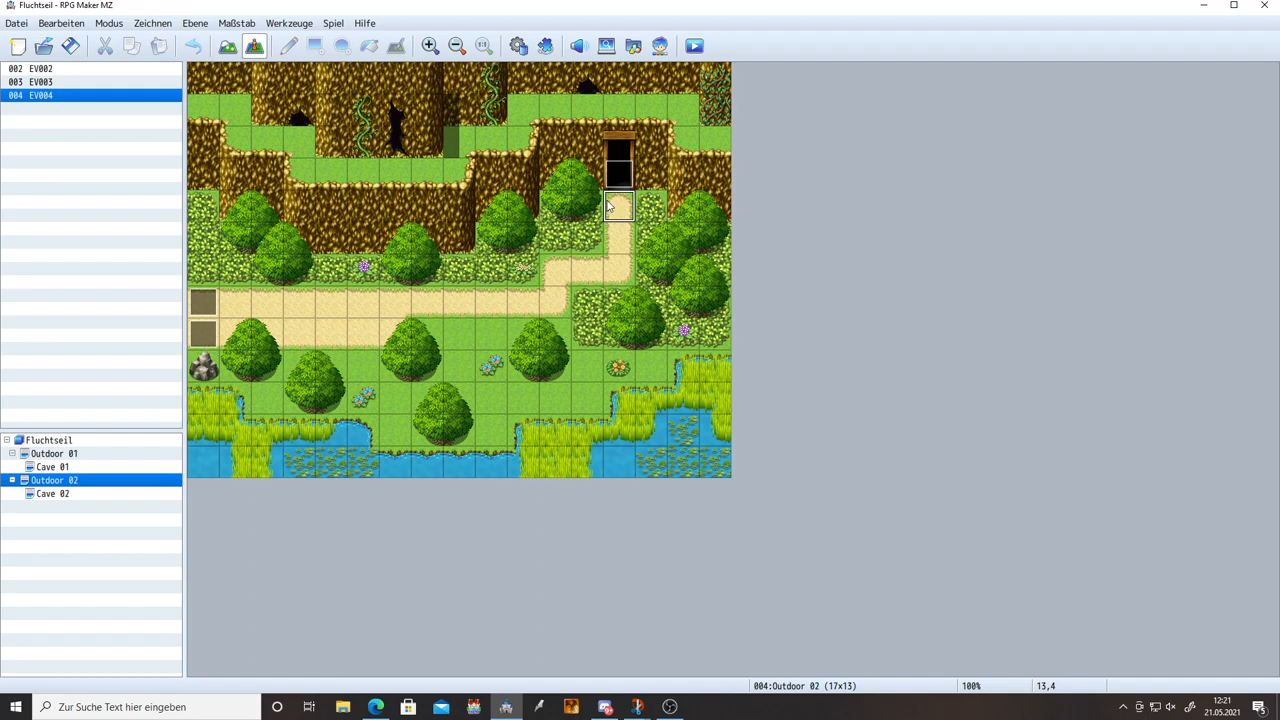 Fluchtseil - RPG Maker MZ
Datei Bearbeiten Modus Zeichnen Ebene Maßstab Werkzeuge Spiel Hilfe
1:1
002 EV002
003 EV003
004 EV004
Fluchtseil
Outdoor 01
Cave 01
Outdoor 02
Cave 02
004:Outdoor 02 (17x13) 100% 13,4
Zur Suche Text hier eingeben
12:21
21.05.2021